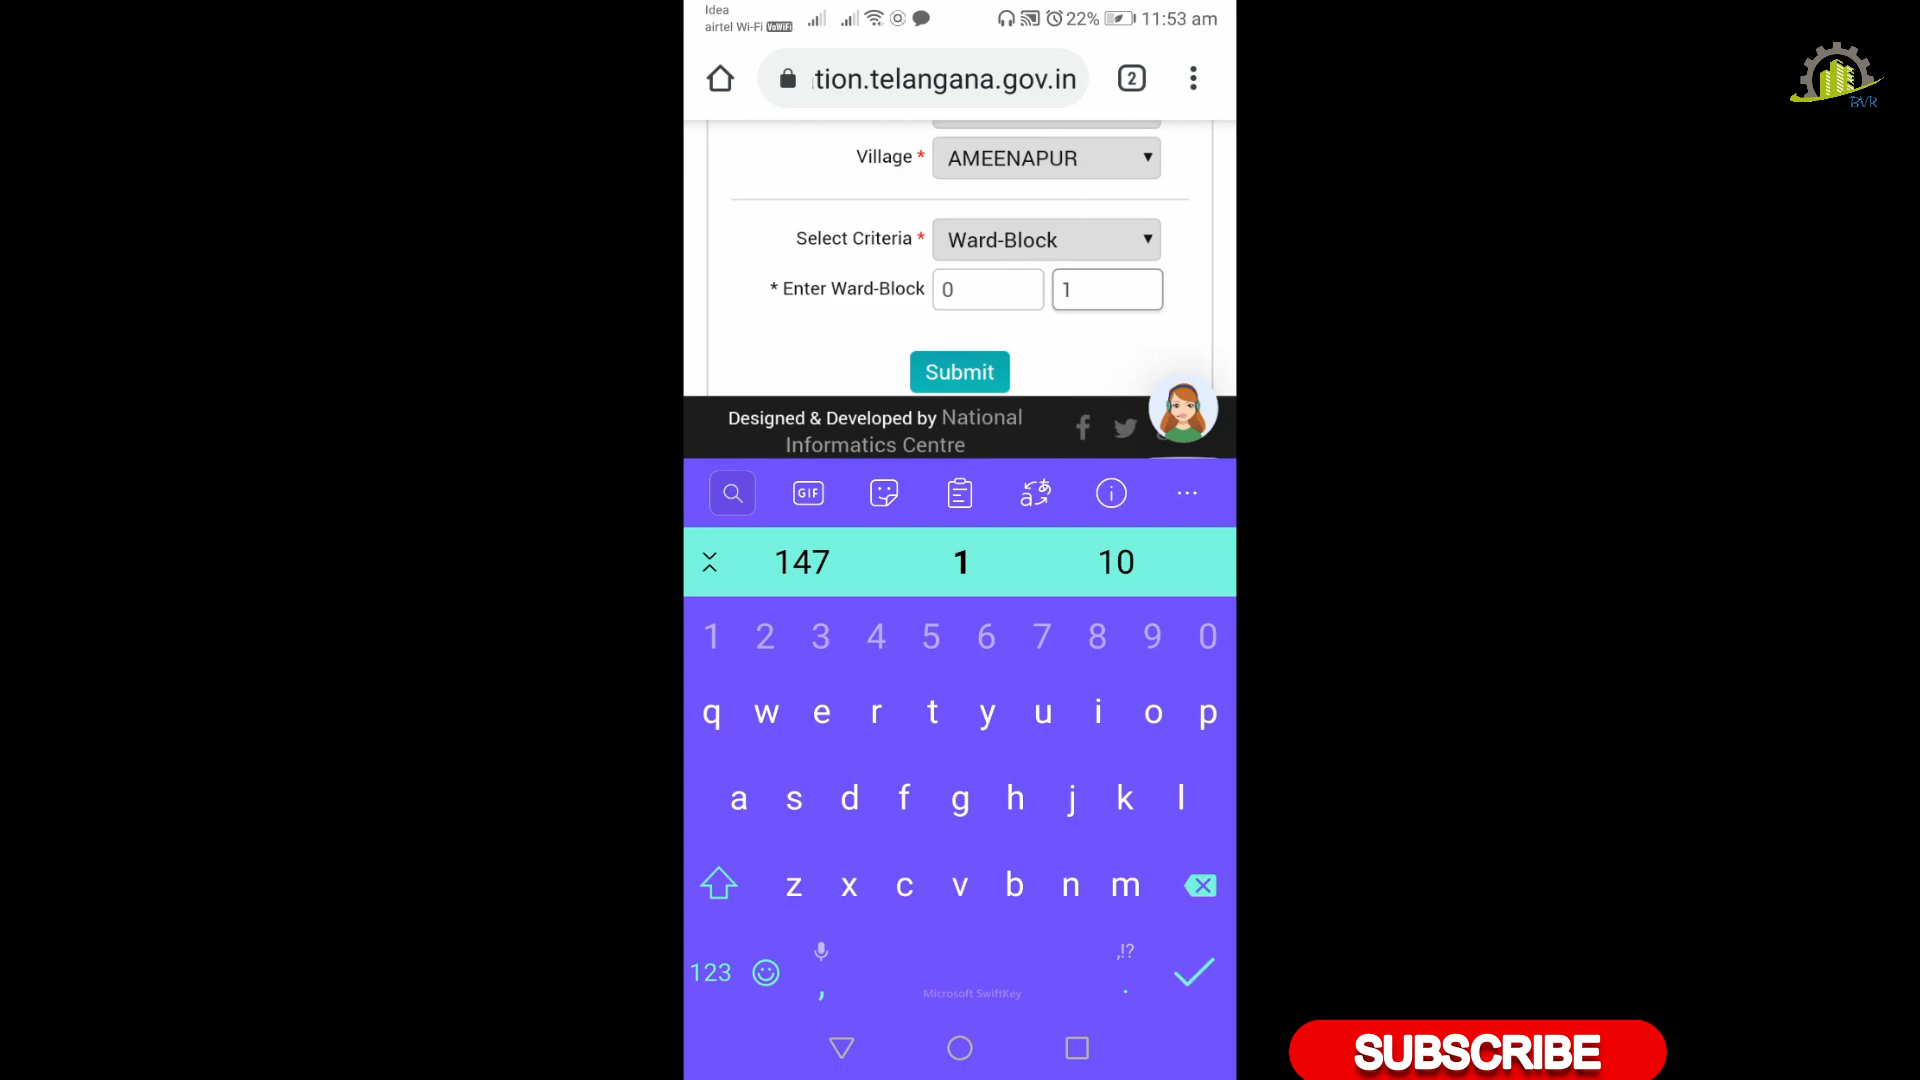 Idea
airtel Wi-Fi VoWiFi
22% 11:53 am
tion.telangana.gov.in
2
BVR
Village * AMEENAPUR
Select Criteria * Ward-Block
* Enter Ward-Block 0 1
Submit
Designed & Developed by National
Informatics Centre
GIF
147 1 10
1 2 3 4 5 6 7 8 9 0
q w e r t y u i o p
a s d f g h j k l
z x c v b n m
,!?
123 , .
Microsoft SwiftKey
SUBSCRIBE